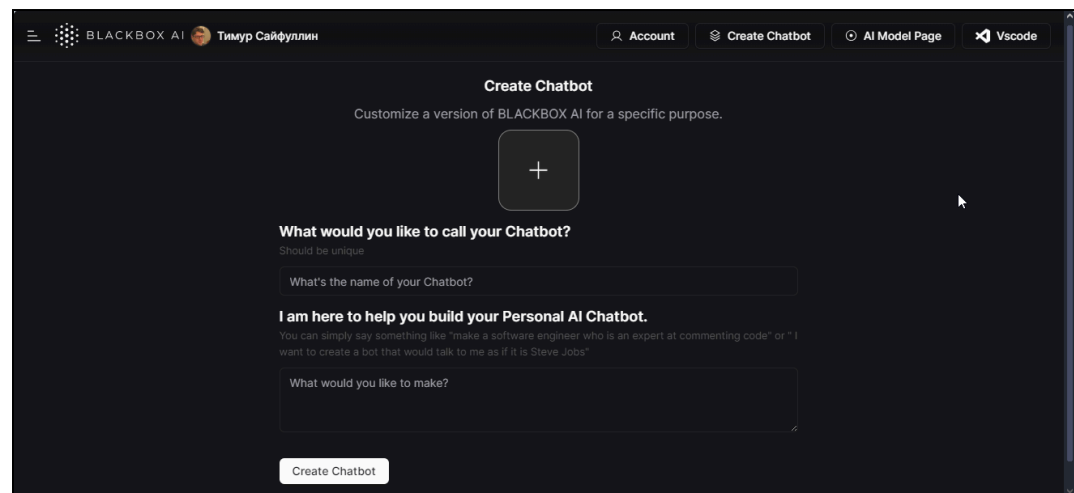 BLACKBOX AI Тимур Сайфуллин Account Create Chatbot AI Model Page Vscode
Create Chatbot
Customize a version of BLACKBOX AI for a specific purpose.
What would you like to call your Chatbot?
Should be unique
What's the name of your Chatbot?
I am here to help you build your Personal AI Chatbot.
You can simply say something like "make a software engineer who is an expert at commenting code" or " I
want to create a bot that would talk to me as if it is Steve Jobs"
What would you like to make?
Create Chatbot